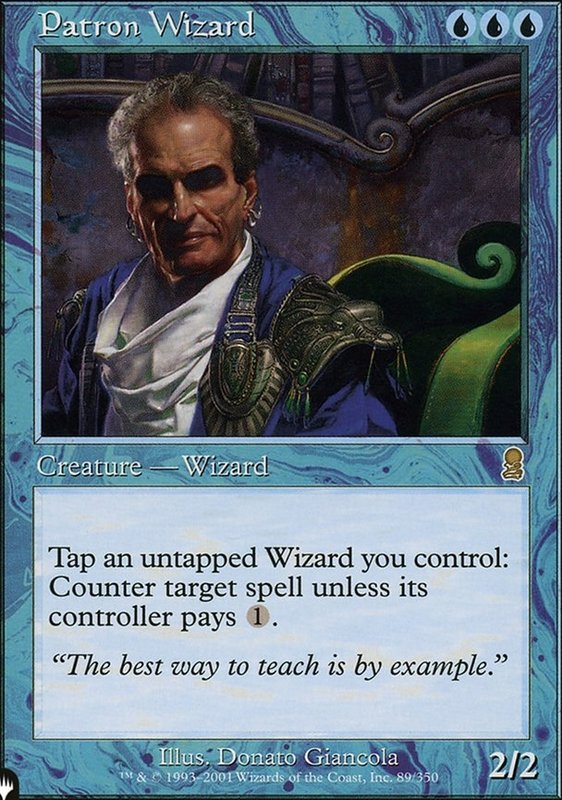 Patron Wizard
Creature — Wizard
Tap an untapped Wizard you control:
Counter target spell unless its
controller pays 1.
“The best way to teach is by example.”
Illus. Donato Giancola
™ & © 1993-2001 Wizards of the Coast, Inc. 89/350
2/2